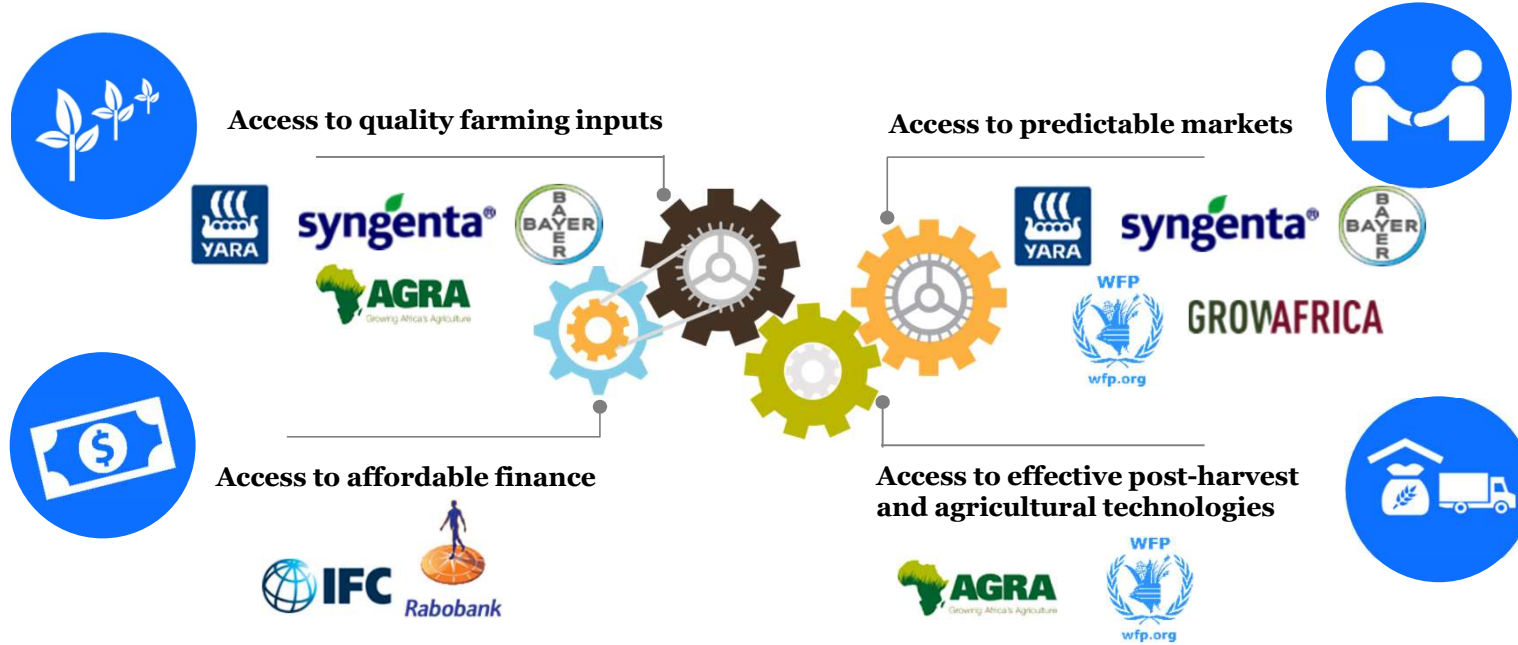 Access to quality farming inputs
YARA
syngenta®
BAYER
BAYER
AGRA
Growing Africa's Agriculture
Access to predictable markets
YARA
syngenta®
BAYER
BAYER
WFP
wfp.org
GROWAFRICA
$
Access to affordable finance
IFC
Rabobank
Access to effective post-harvest
and agricultural technologies
AGRA
Growing Africa's Agriculture
WFP
wfp.org